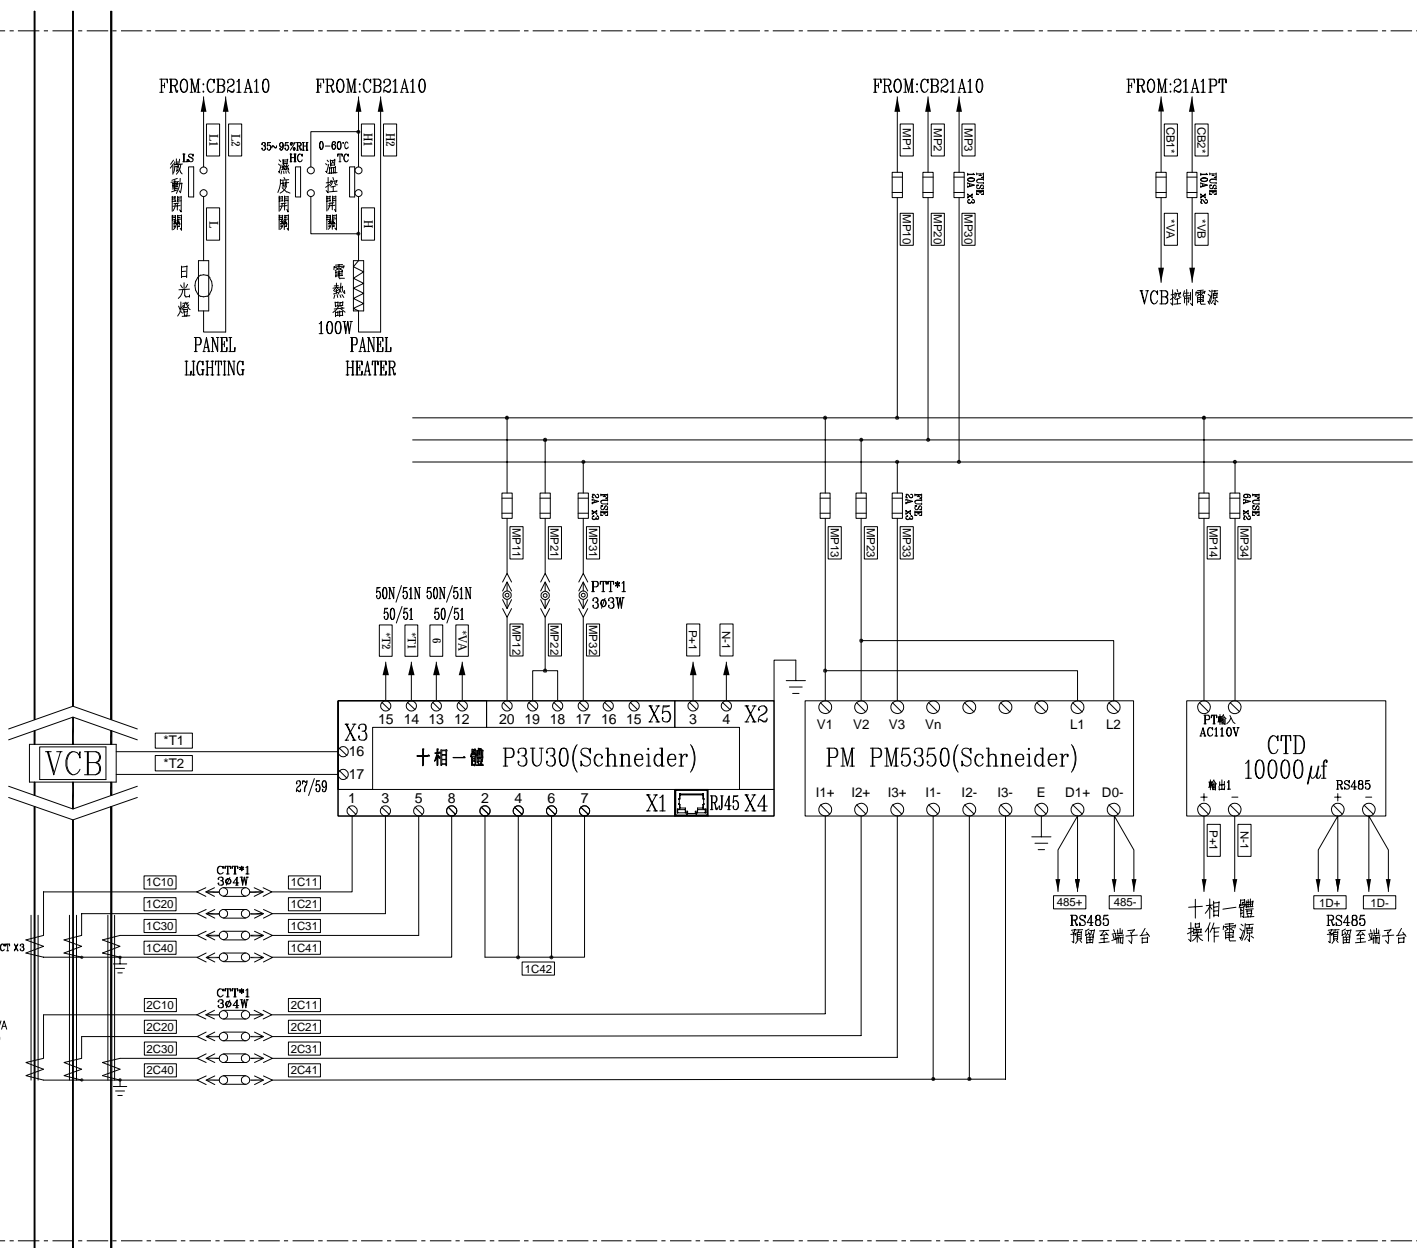 FROM:CB21A10
FROM:CB21A10
FROM:CB21A10
FROM:21A1PT
L1
L2
LS
微動開關
L
日光燈
PANEL
LIGHTING
35~95%RH
HC
濕度開關
0-60℃
TC
溫控開關
H1
H2
H
電熱器
100W
PANEL
HEATER
MP1
MP2
MP3
FUSE
10A x3
MP10
MP20
MP30
CB1*
CB2*
FUSE
10A x2
*VA
*VB
VCB控制電源
FUSE
2A x3
MP11
MP21
MP31
PTT*1
3ø3W
MP12
MP22
MP32
FUSE
2A x3
MP13
MP23
MP33
FUSE
6A x2
MP14
MP34
50N/51N 50N/51N
50/51 50/51
*T2
*T1
6
*VA
P+1
N-1
15 14 13 12 20 19 18 17 16 15 X5 3 4 X2
X3
16
17
十相一體 P3U30(Schneider)
27/59
1 3 5 8 2 4 6 7 X1 RJ45 X4
VCB
*T1
*T2
V1 V2 V3 Vn L1 L2
PM PM5350(Schneider)
I1+ I2+ I3+ I1- I2- I3- E D1+ D0-
485+
485-
RS485
預留至端子台
PT輸入
AC110V
CTD
10000µf
輸出1
+ −
RS485
+ −
P+1
N-1
十相一體
操作電源
1D+
1D-
RS485
預留至端子台
CTT*1
3ø4W
1C10 1C11
1C20 1C21
1C30 1C31
1C40 1C41
1C42
CT X3
CTT*1
3ø4W
2C10 2C11
2C20 2C21
2C30 2C31
2C40 2C41